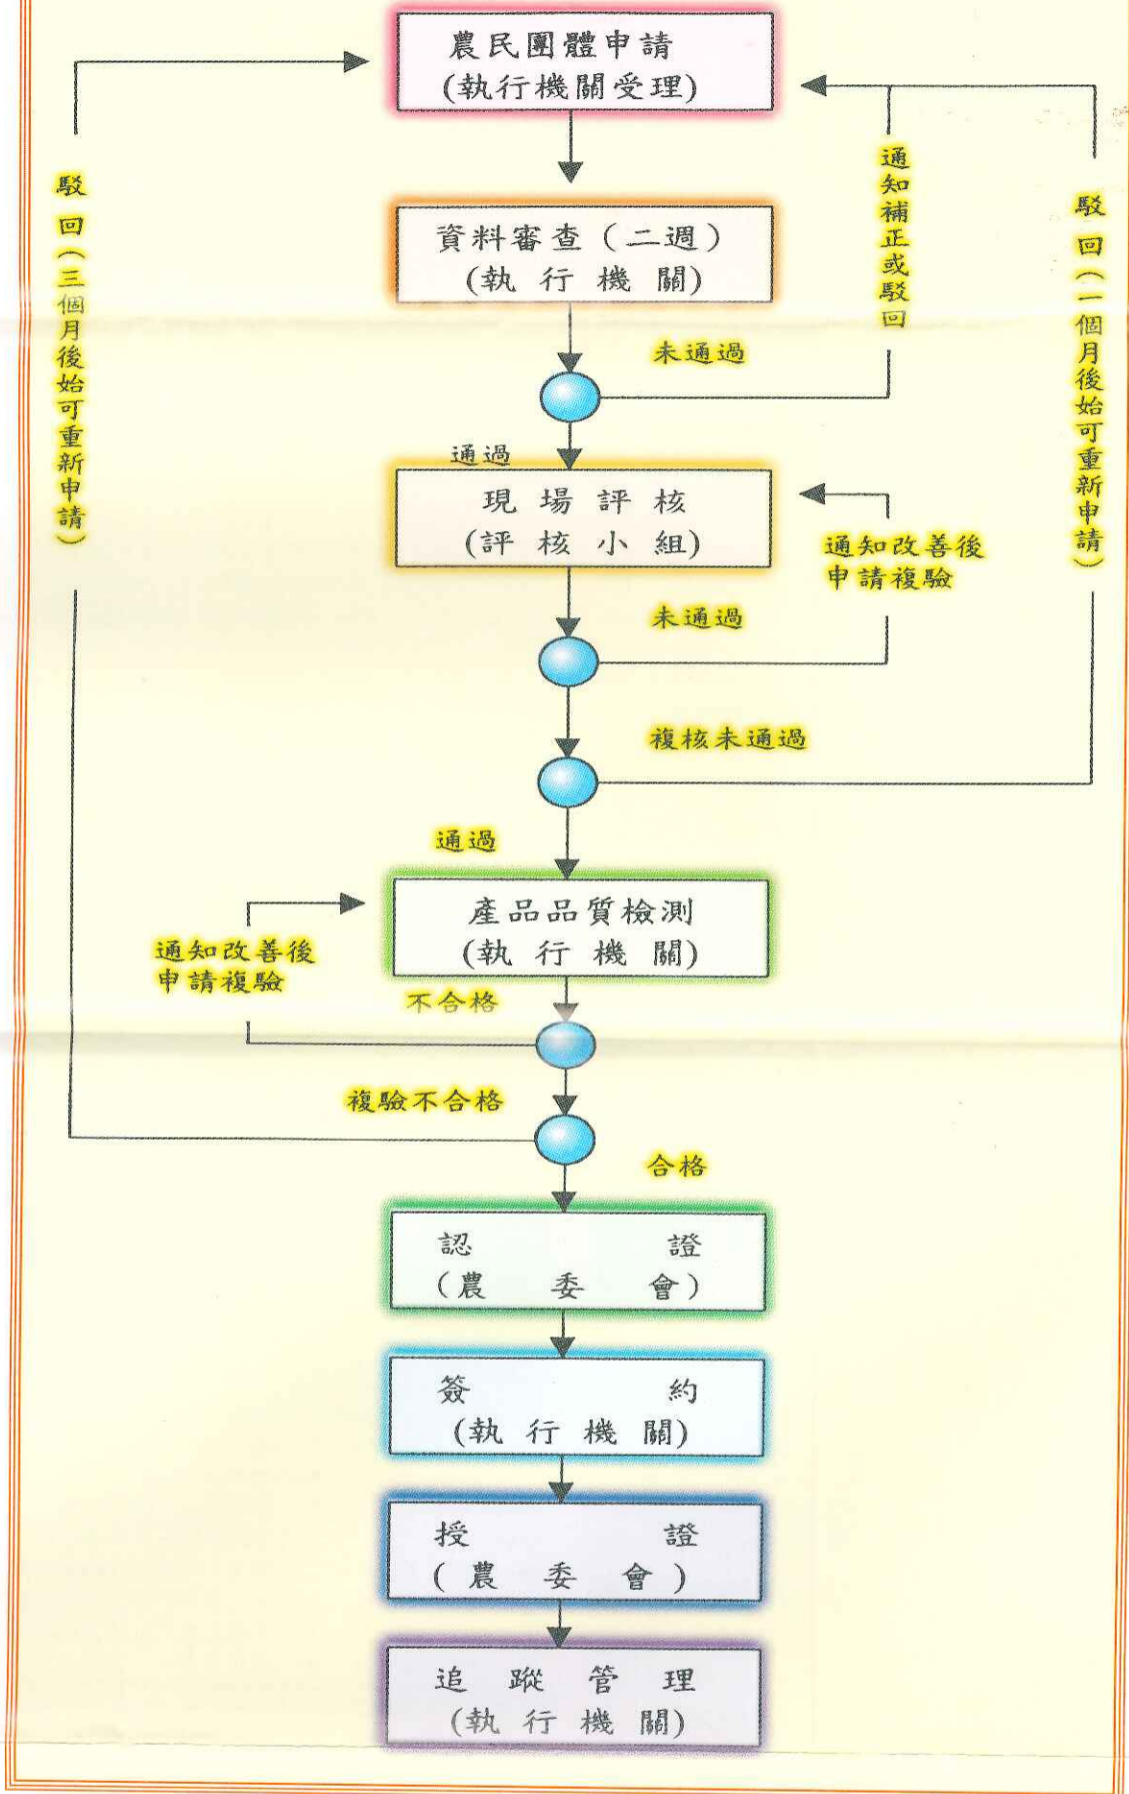 農民團體申請
(執行機關受理)
駁回(三個月後始可重新申請)
通知補正或駁回
駁回(一個月後始可重新申請)
資料審查(二週)
(執行機關)
未通過
通過
現場評核
(評核小組)
通知改善後
申請複驗
未通過
複核未通過
通過
產品品質檢測
(執行機關)
通知改善後
申請複驗
不合格
複驗不合格
合格
認證
(農委會)
簽約
(執行機關)
授證
(農委會)
追蹤管理
(執行機關)